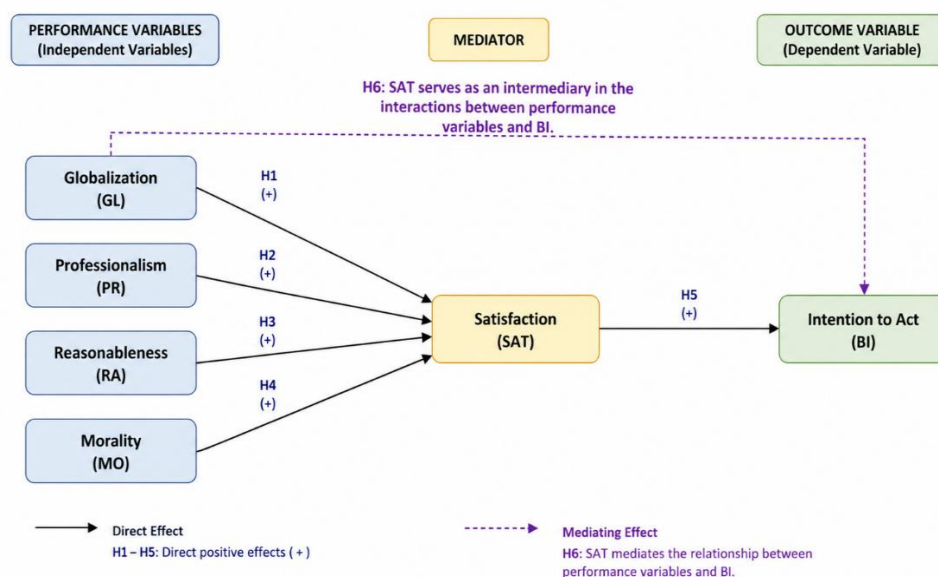 PERFORMANCE VARIABLES
(Independent Variables)
MEDIATOR
OUTCOME VARIABLE
(Dependent Variable)
H6: SAT serves as an intermediary in the
interactions between performance
variables and BI.
Globalization
(GL)
H1
(+)
Professionalism
(PR)
H2
(+)
Reasonableness
(RA)
H3
(+)
Morality
(MO)
H4
(+)
Satisfaction
(SAT)
H5
(+)
Intention to Act
(BI)
Direct Effect
H1 – H5: Direct positive effects ( + )
Mediating Effect
H6: SAT mediates the relationship between
performance variables and BI.